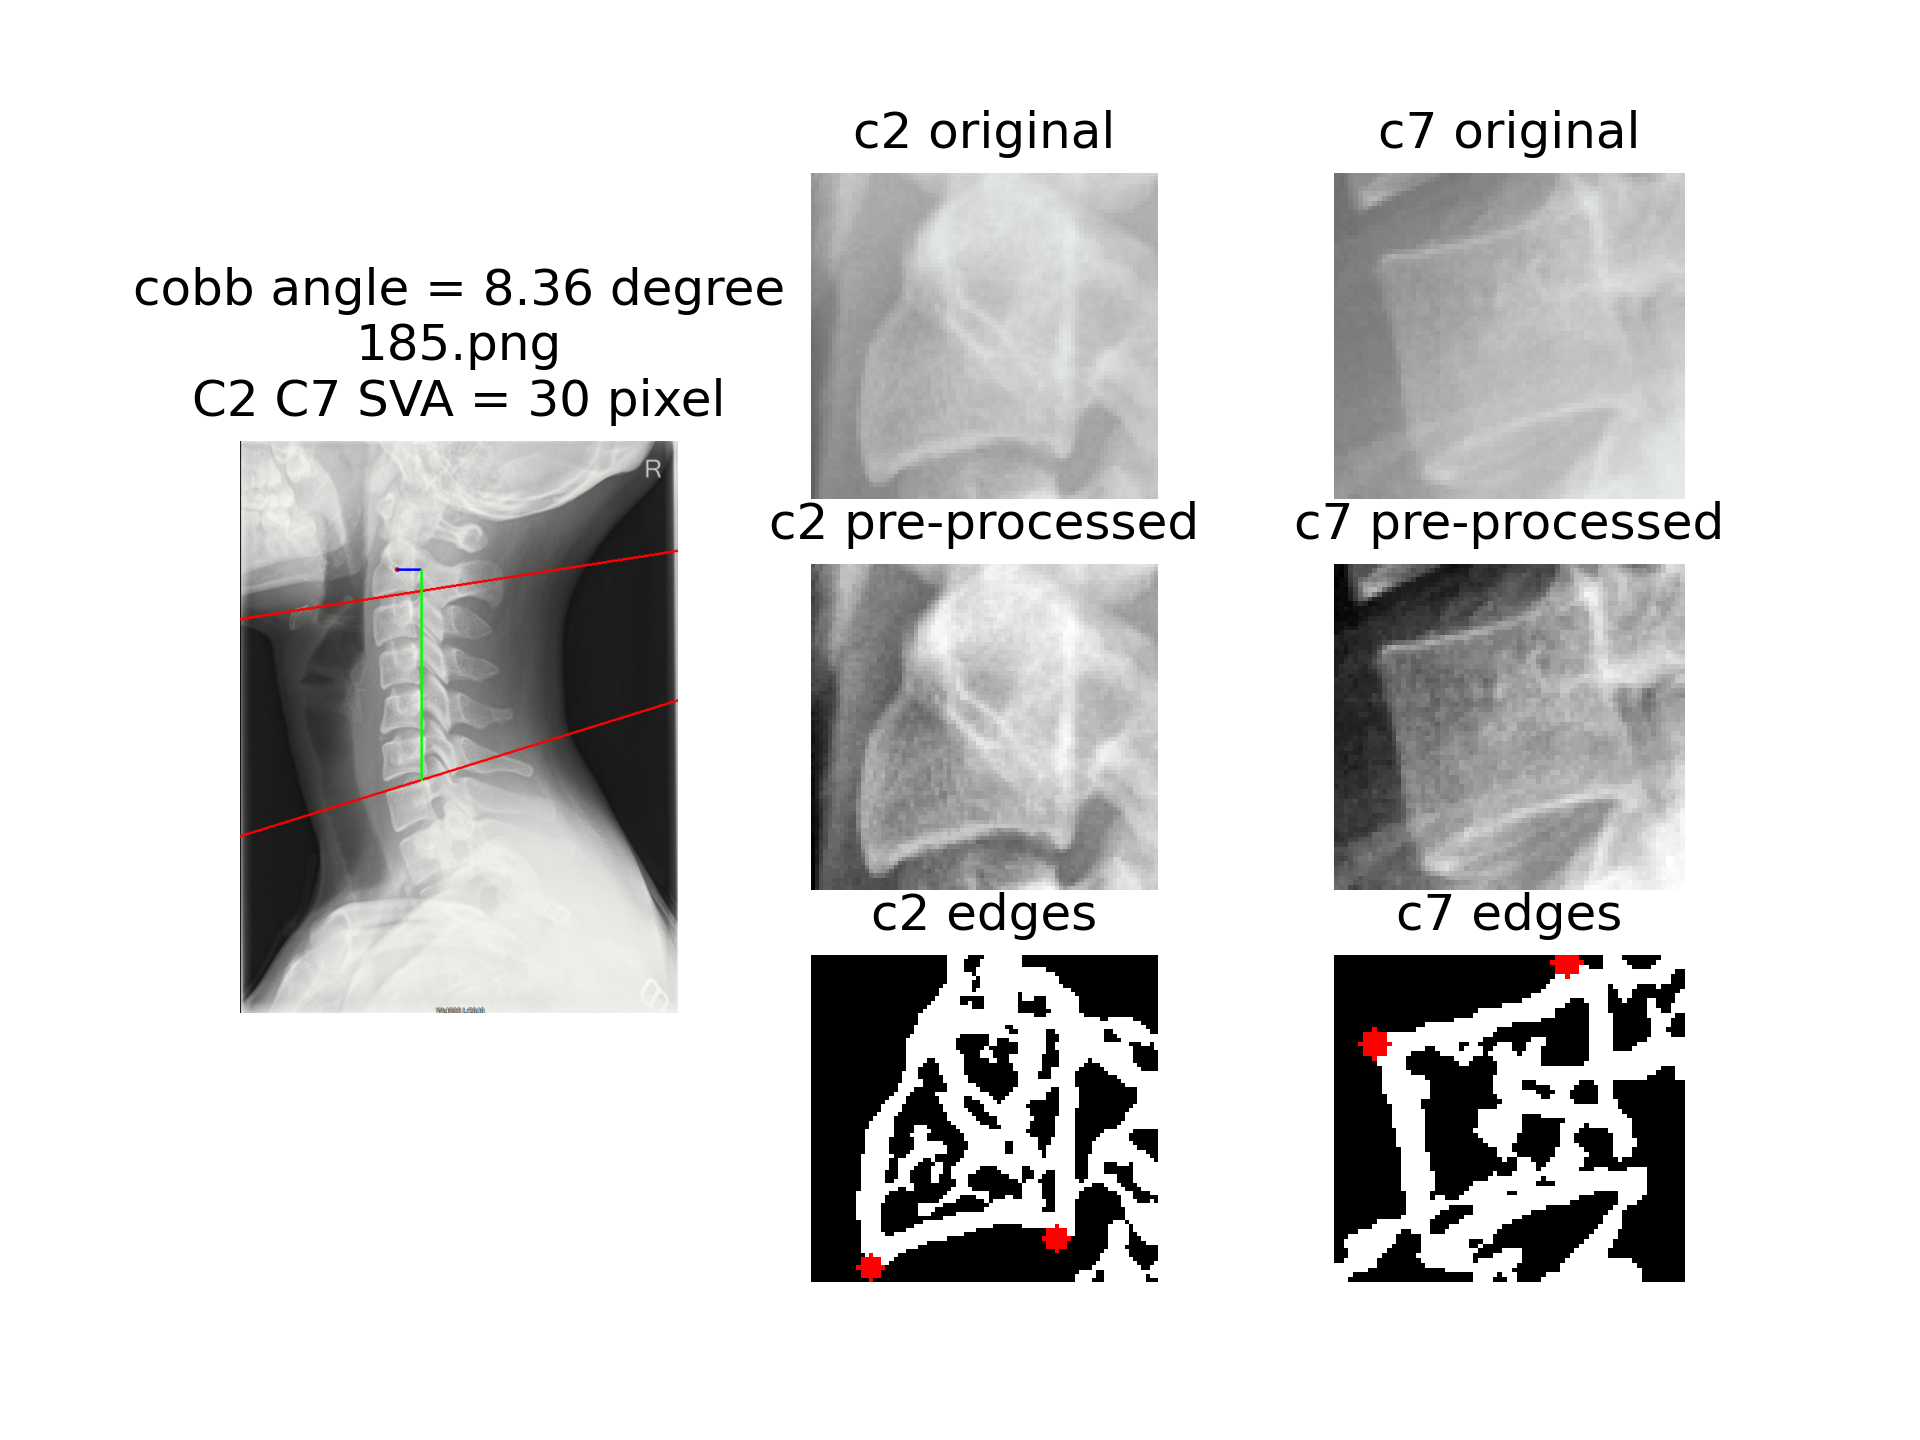 cobb angle = 8.36 degree
185.png
C2 C7 SVA = 30 pixel
R
c2 original
c7 original
c2 pre-processed
c7 pre-processed
c2 edges
c7 edges